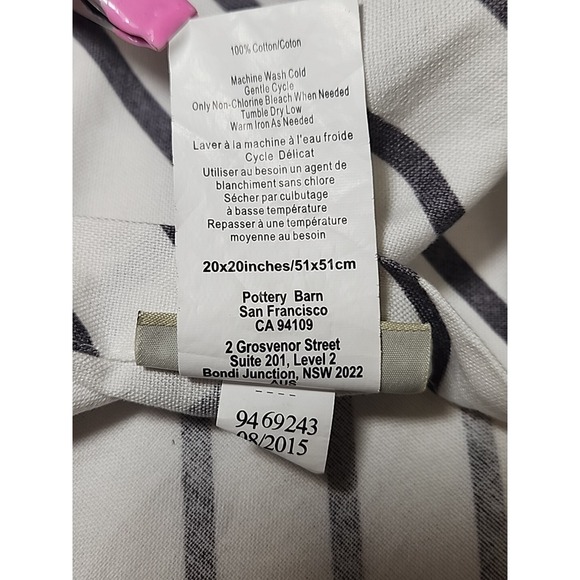 100% Cotton/Coton
Machine Wash Cold
Gentle Cycle
Only Non-Chlorine Bleach When Needed
Tumble Dry Low
Warm Iron As Needed
Laver à la machine à l'eau froide
Cycle Délicat
Utiliser au besoin un agent de
blanchiment sans chlore
Sécher par culbutage
à basse température
Repasser à une température
moyenne au besoin
20x20inches/51x51cm
Pottery Barn
San Francisco
CA 94109
2 Grosvenor Street
Suite 201, Level 2
Bondi Junction, NSW 2022
AUS
9469243
08/2015